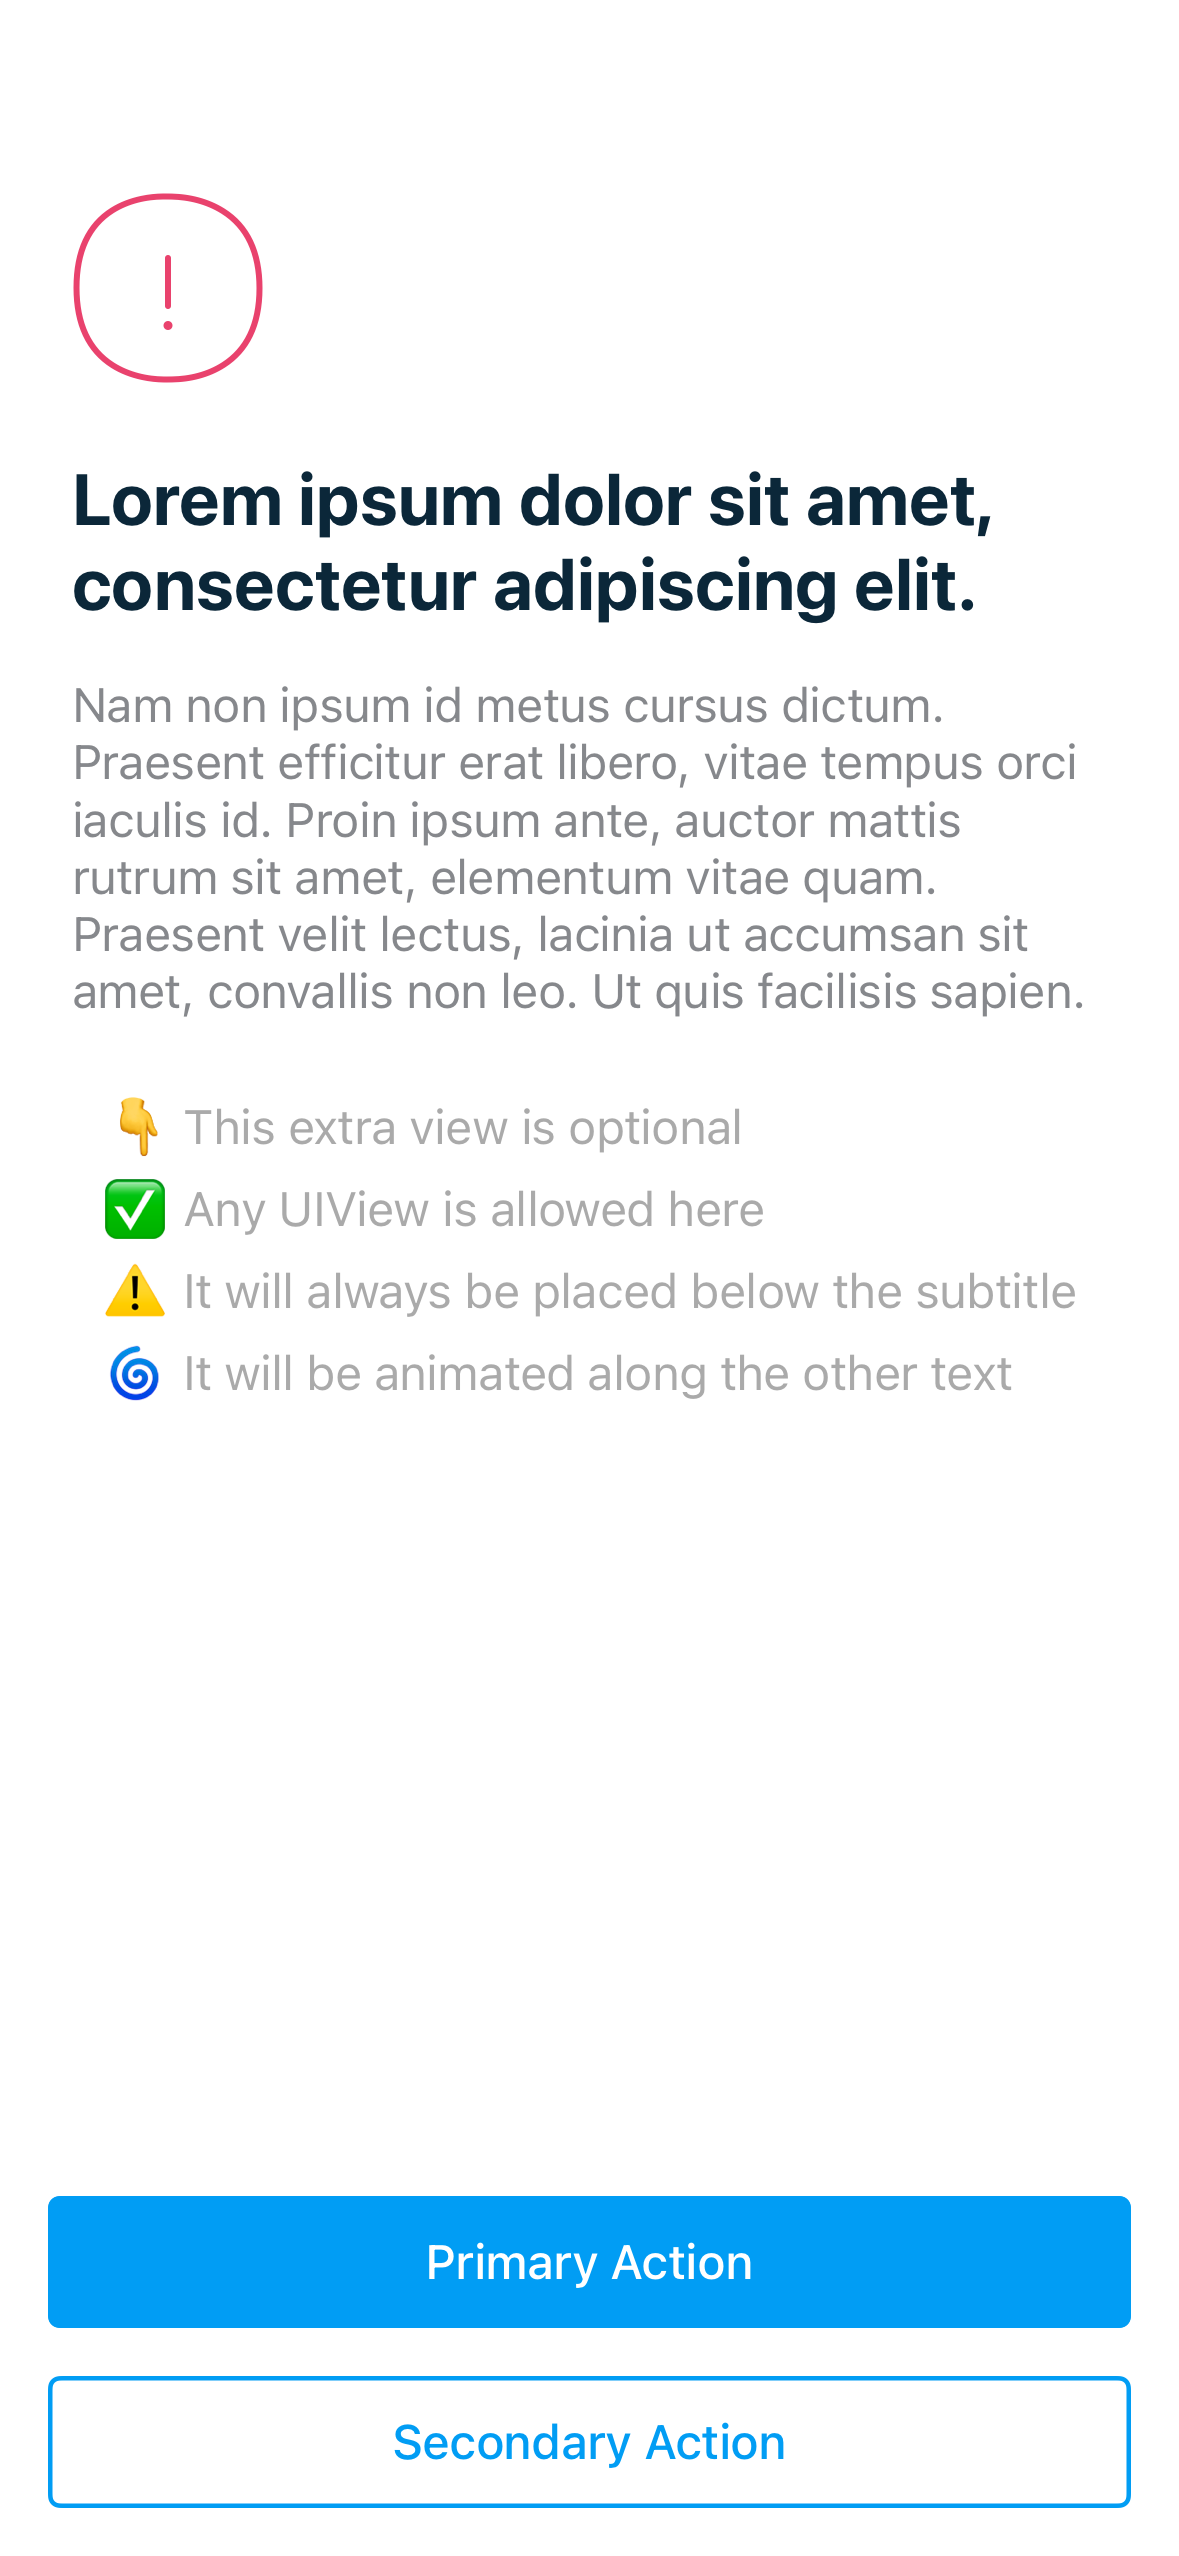 Lorem ipsum dolor sit amet,
consectetur adipiscing elit.
Nam non ipsum id metus cursus dictum.
Praesent efficitur erat libero, vitae tempus orci
iaculis id. Proin ipsum ante, auctor mattis
rutrum sit amet, elementum vitae quam.
Praesent velit lectus, lacinia ut accumsan sit
amet, convallis non leo. Ut quis facilisis sapien.
👇 This extra view is optional
✅ Any UIView is allowed here
⚠️ It will always be placed below the subtitle
🌀 It will be animated along the other text
Primary Action
Secondary Action